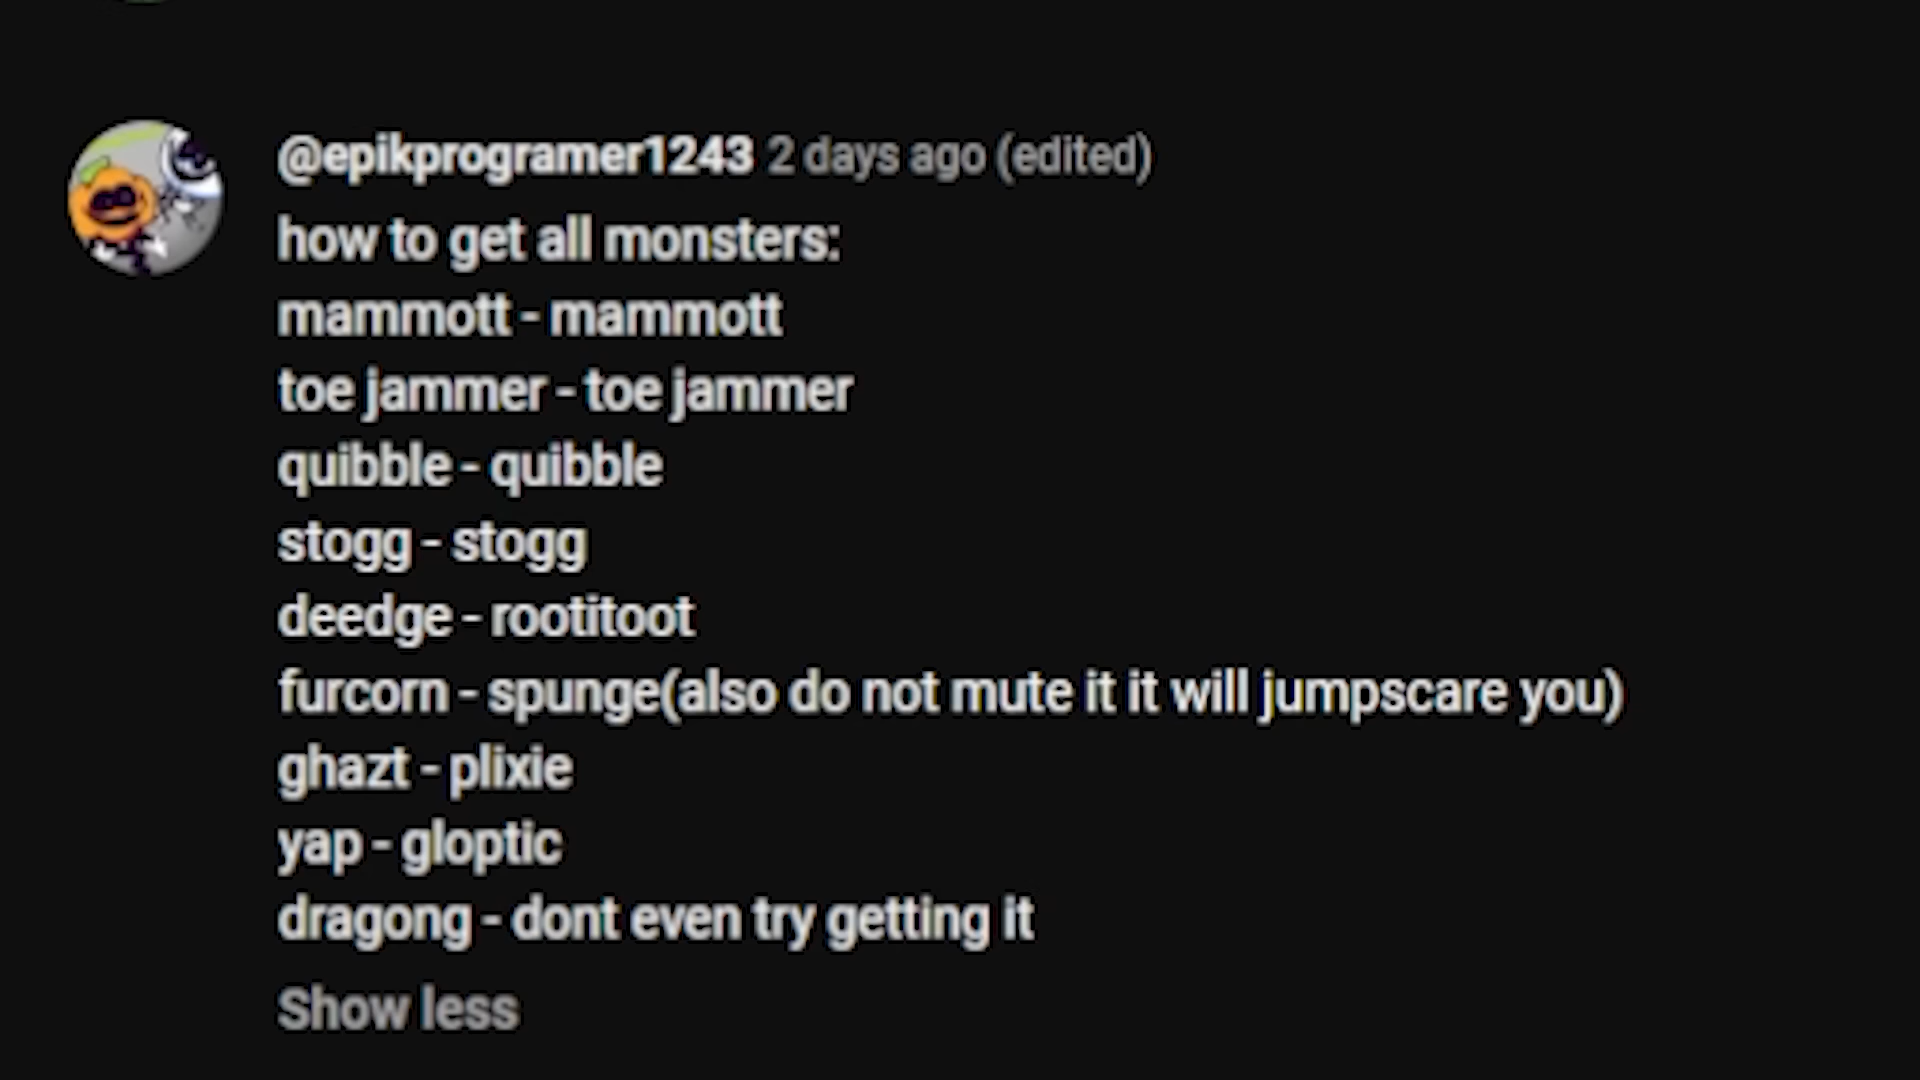 @epikprogramer1243 2 days ago (edited)
how to get all monsters:
mammott - mammott
toe jammer - toe jammer
quibble - quibble
stogg - stogg
deedge - rootitoot
furcorn - spunge(also do not mute it it will jumpscare you)
ghazt - plixie
yap - gloptic
dragong - dont even try getting it
Show less